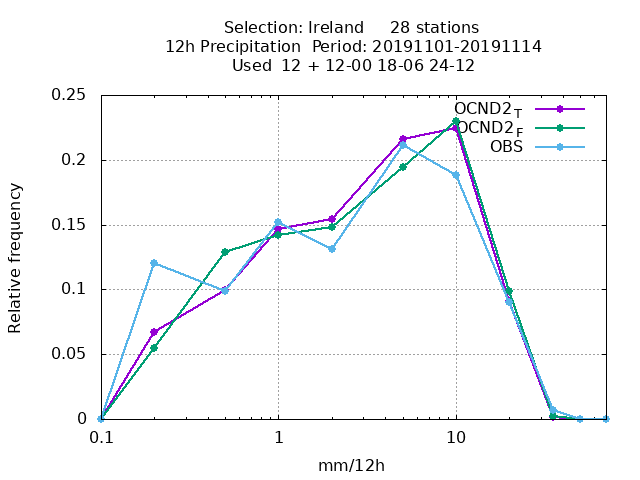 Selection: Ireland     28 stations
12h Precipitation  Period: 20191101-20191114
Used  12 + 12-00 18-06 24-12
0.25
0.2
0.15
0.1
0.05
0
Relative frequency
OCND2T
OCND2F
OBS
0.1
1
10
mm/12h